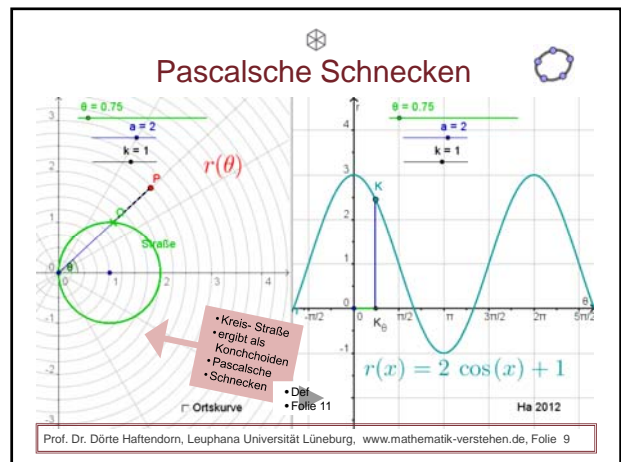 Pascalsche Schnecken
θ = 0.75
a = 2
k = 1
r(θ)
P
Q
Straße
θ
3
2
1
0
-1
-2
-3
0
1
2
3
4
• Kreis- Straße
• ergibt als
Konchchoiden
• Pascalsche
• Schnecken
Ortskurve
r
θ = 0.75
a = 2
k = 1
4
3
2
1
0
-1
K
K_θ
θ
-π/2
0
π/2
π
3π/2
2π
5π/2
r(x) = 2 cos(x) + 1
• Def
• Folie 11
Ha 2012
Prof. Dr. Dörte Haftendorn, Leuphana Universität Lüneburg, www.mathematik-verstehen.de, Folie 9